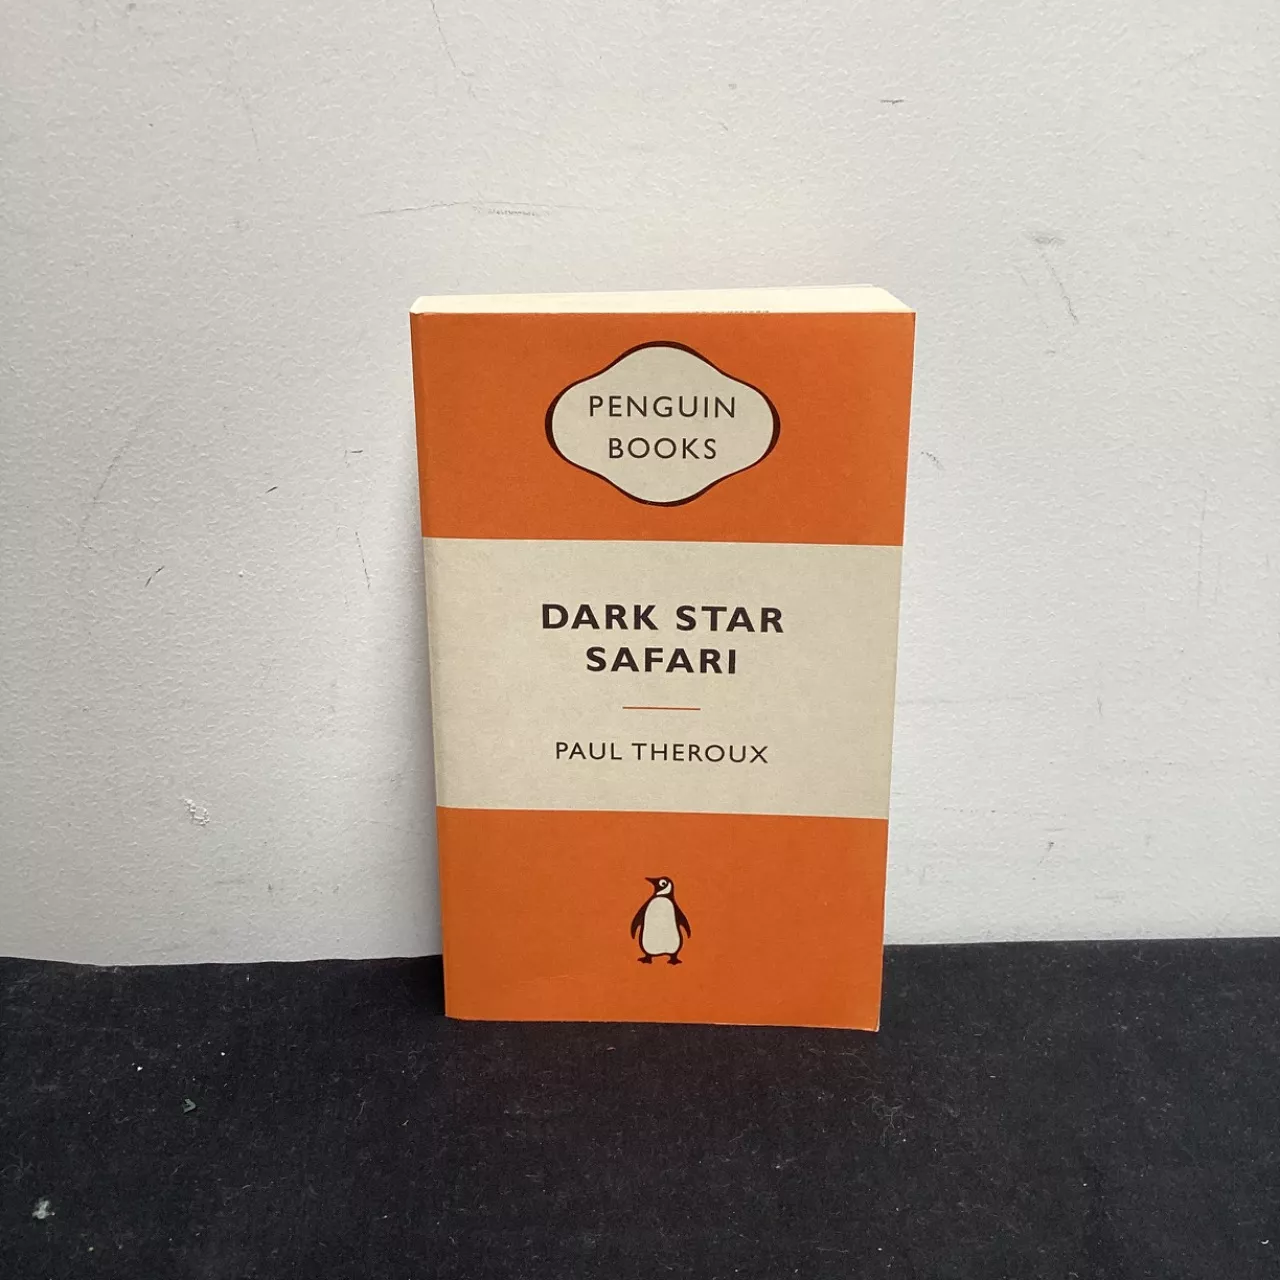 PENGUIN
BOOKS
DARK STAR
SAFARI
PAUL THEROUX